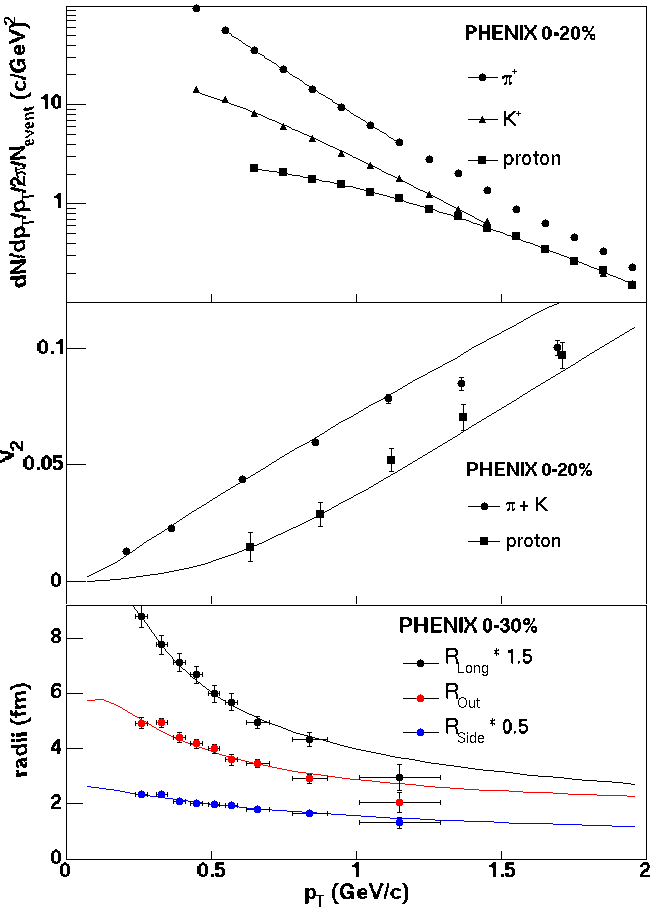 dN/dp_T/p_T/2π/N_event (c/GeV)^2
10
1
PHENIX 0-20%
π+
K+
proton
V_2
0.1
0.05
0
PHENIX 0-20%
π + K
proton
radii (fm)
8
6
4
2
0
PHENIX 0-30%
R_Long * 1.5
R_Out
R_Side * 0.5
0 0.5 1 1.5 2
p_T (GeV/c)